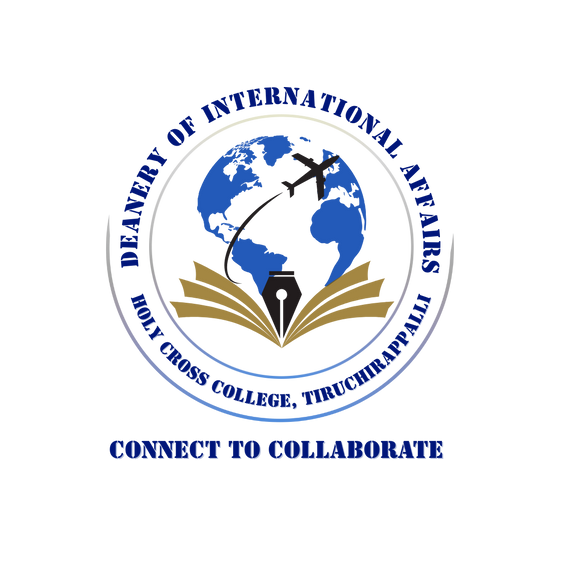 DEANERY OF INTERNATIONAL AFFAIRS
HOLY CROSS COLLEGE, TIRUCHIRAPPALLI
CONNECT TO COLLABORATE